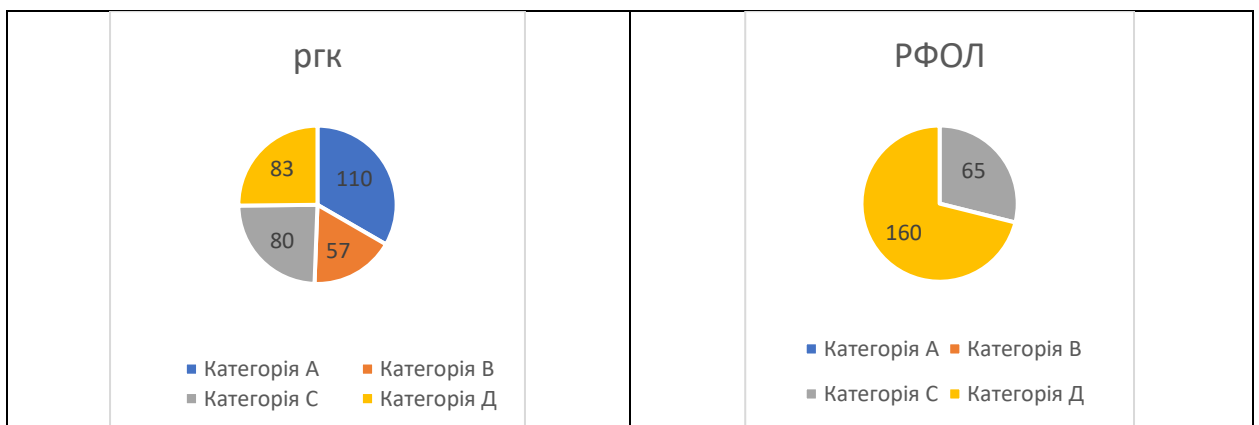 ргк
83
110
80
57
Категорія А
Категорія В
Категорія С
Категорія Д
РФОЛ
65
160
Категорія А
Категорія В
Категорія С
Категорія Д